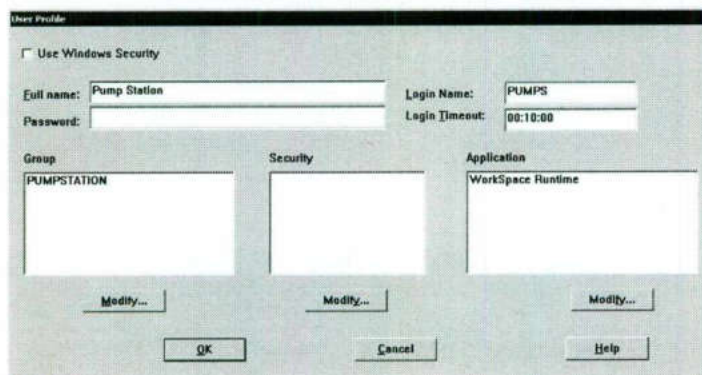 User Profile
Use Windows Security
Full name: Pump Station
Login Name: PUMPS
Password:
Login Timeout: 00:10:00
Group
Security
Application
PUMPSTATION
WorkSpace Runtime
Modify...
Modify...
Modify...
OK
Cancel
Help